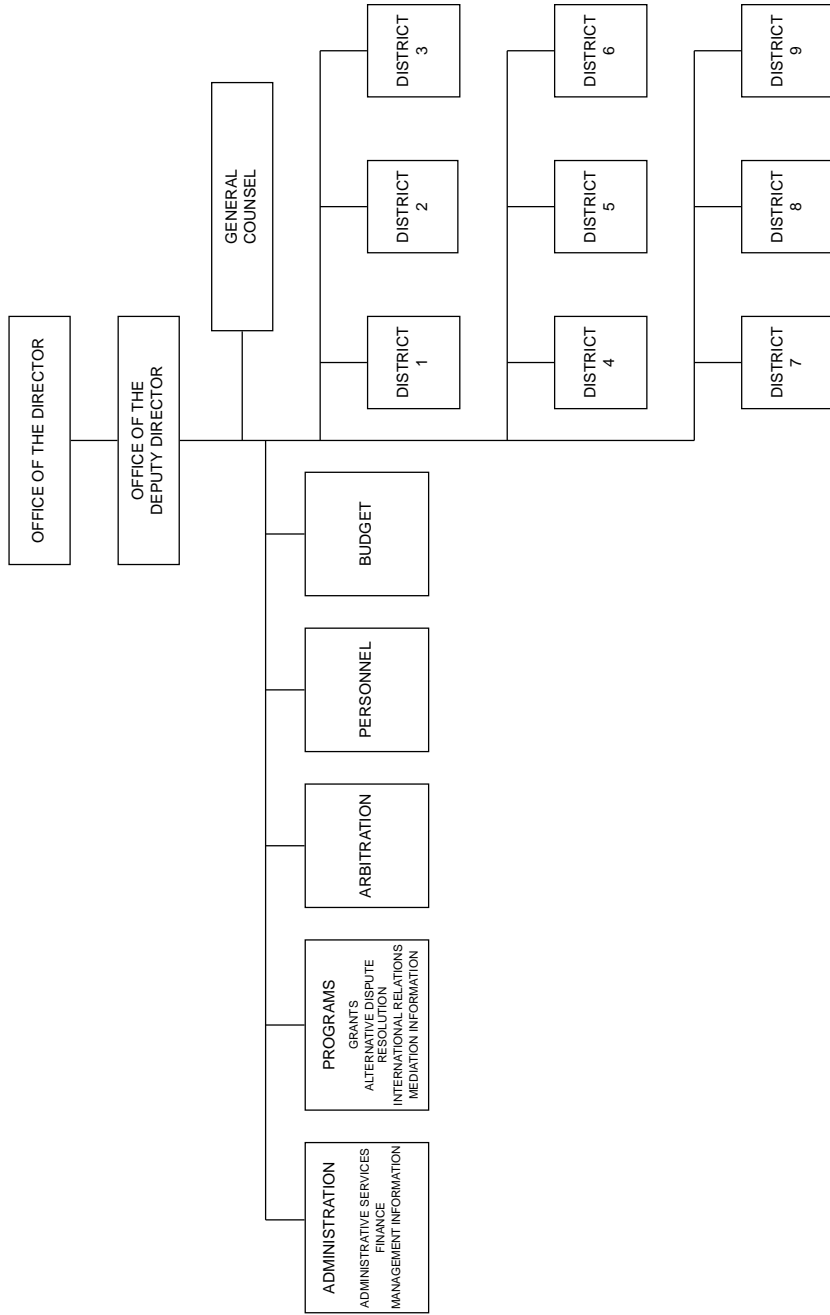 OFFICE OF THE DIRECTOR
OFFICE OF THE
DEPUTY DIRECTOR
GENERAL
COUNSEL
ADMINISTRATION
ADMINISTRATIVE SERVICES
FINANCE
MANAGEMENT INFORMATION
PROGRAMS
GRANTS
ALTERNATIVE DISPUTE
RESOLUTION
INTERNATIONAL RELATIONS
MEDIATION INFORMATION
ARBITRATION
PERSONNEL
BUDGET
DISTRICT
1
DISTRICT
2
DISTRICT
3
DISTRICT
4
DISTRICT
5
DISTRICT
6
DISTRICT
7
DISTRICT
8
DISTRICT
9